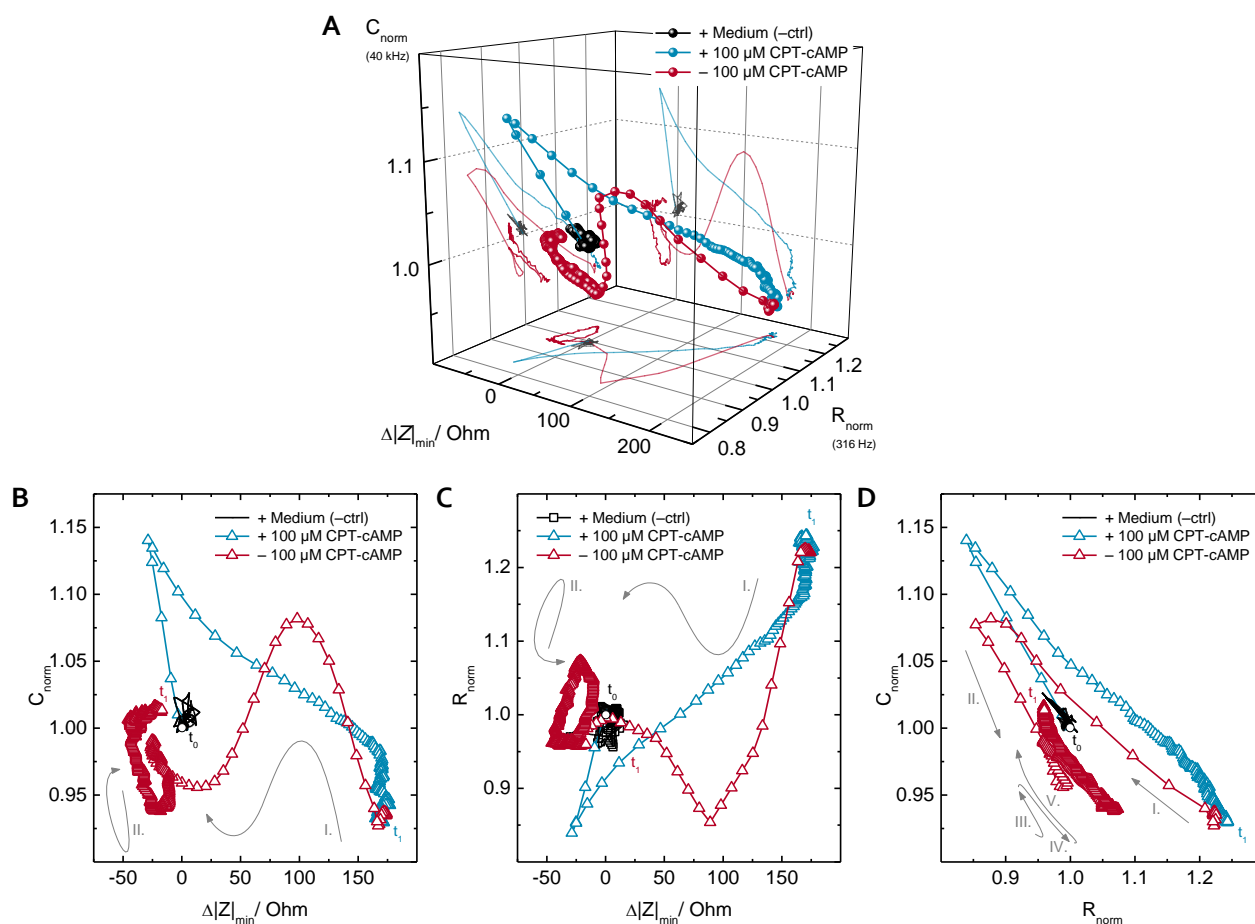 A
C_norm
(40 kHz)
+ Medium (–ctrl)
+ 100 µM CPT-cAMP
– 100 µM CPT-cAMP
1.1
1.0
0
100
200
Δ|Z|_min/ Ohm
0.8
0.9
1.0
1.1
1.2
R_norm
(316 Hz)
B
+ Medium (–ctrl)
+ 100 µM CPT-cAMP
– 100 µM CPT-cAMP
1.15
1.10
1.05
1.00
0.95
C_norm
t_1
t_0
t_1
I.
II.
-50 0 50 100 150
Δ|Z|_min/ Ohm
C
+ Medium (–ctrl)
+ 100 µM CPT-cAMP
– 100 µM CPT-cAMP
t_1
1.2
1.1
1.0
0.9
R_norm
II.
I.
t_0
t_1
-50 0 50 100 150
Δ|Z|_min/ Ohm
D
+ Medium (–ctrl)
+ 100 µM CPT-cAMP
– 100 µM CPT-cAMP
1.15
1.10
1.05
1.00
0.95
C_norm
t_1
t_0
t_1
II.
I.
V.
III.
IV.
0.9 1.0 1.1 1.2
R_norm